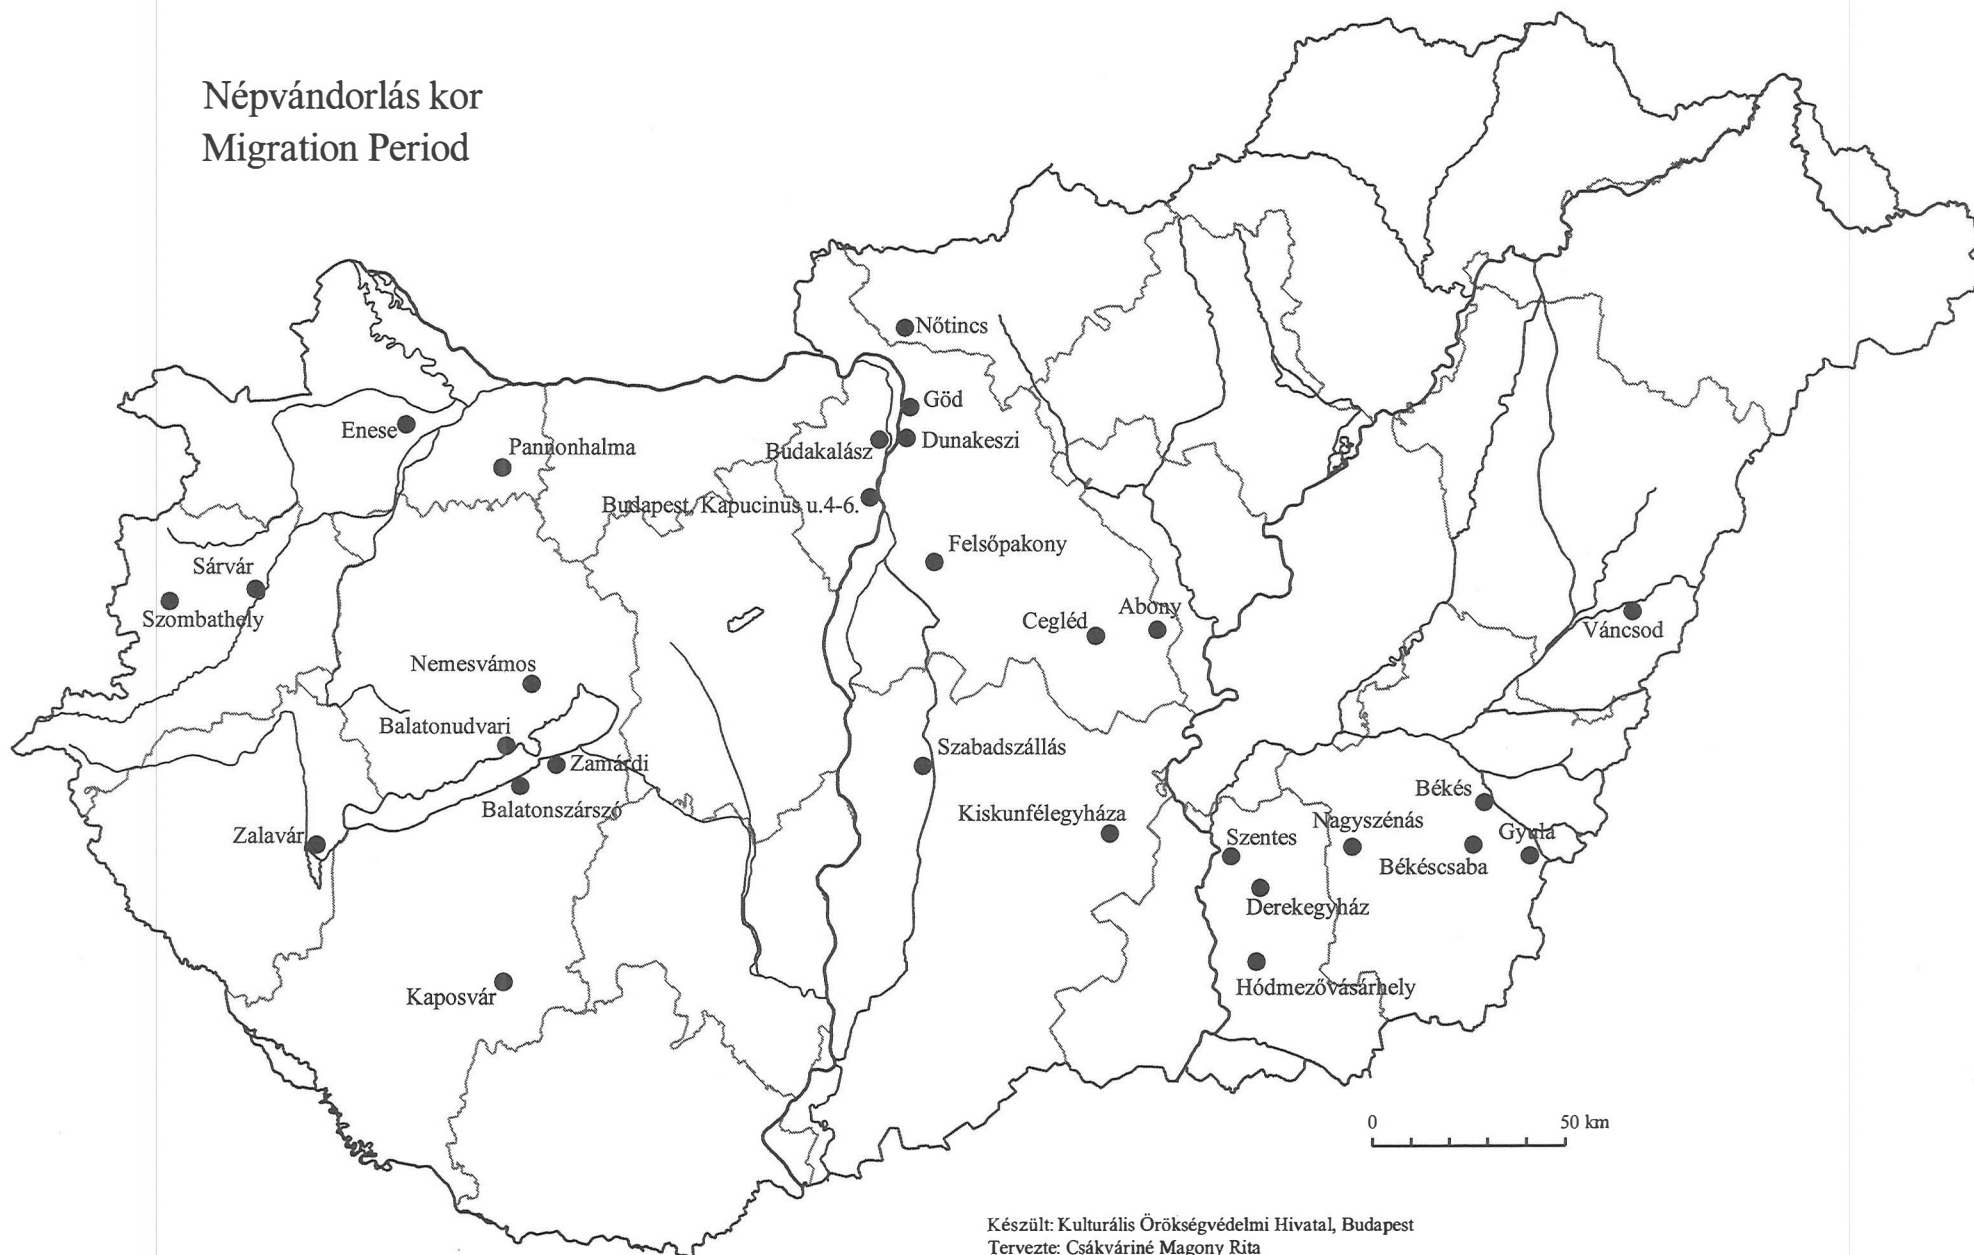 Népvándorlás kor
Migration Period
Nőtincs
Göd
Enese
Dunakeszi
Pannonhalma
Budakalász
Budapest, Kapucinus u.4-6.
Felsőpakony
Sárvár
Abony
Szombathely
Cegléd
Váncsod
Nemesvámos
Balatonudvari
Szabadszállás
Zamárdi
Békés
Balatonszárszó
Kiskunfélegyháza
Nagyszénás
Gyula
Zalavár
Szentes
Békéscsaba
Derekegyház
Hódmezővásárhely
Kaposvár
0 50 km
Készült: Kulturális Örökségvédelmi Hivatal, Budapest
Tervezte: Csákváriné Magony Rita